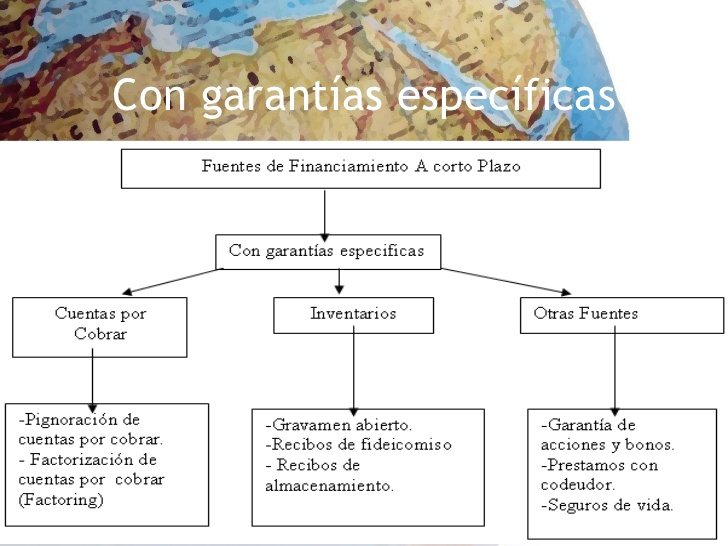 Con garantías específicas
Fuentes de Financiamiento A corto Plazo
Con garantías especificas
Cuentas por
Cobrar
Inventarios
Otras Fuentes
-Pignoración de
cuentas por cobrar.
- Factorización de
cuentas por cobrar
(Factoring)
-Gravamen abierto.
-Recibos de fideicomiso
- Recibos de
almacenamiento.
-Garantía de
acciones y bonos.
-Prestamos con
codeudor.
-Seguros de vida.